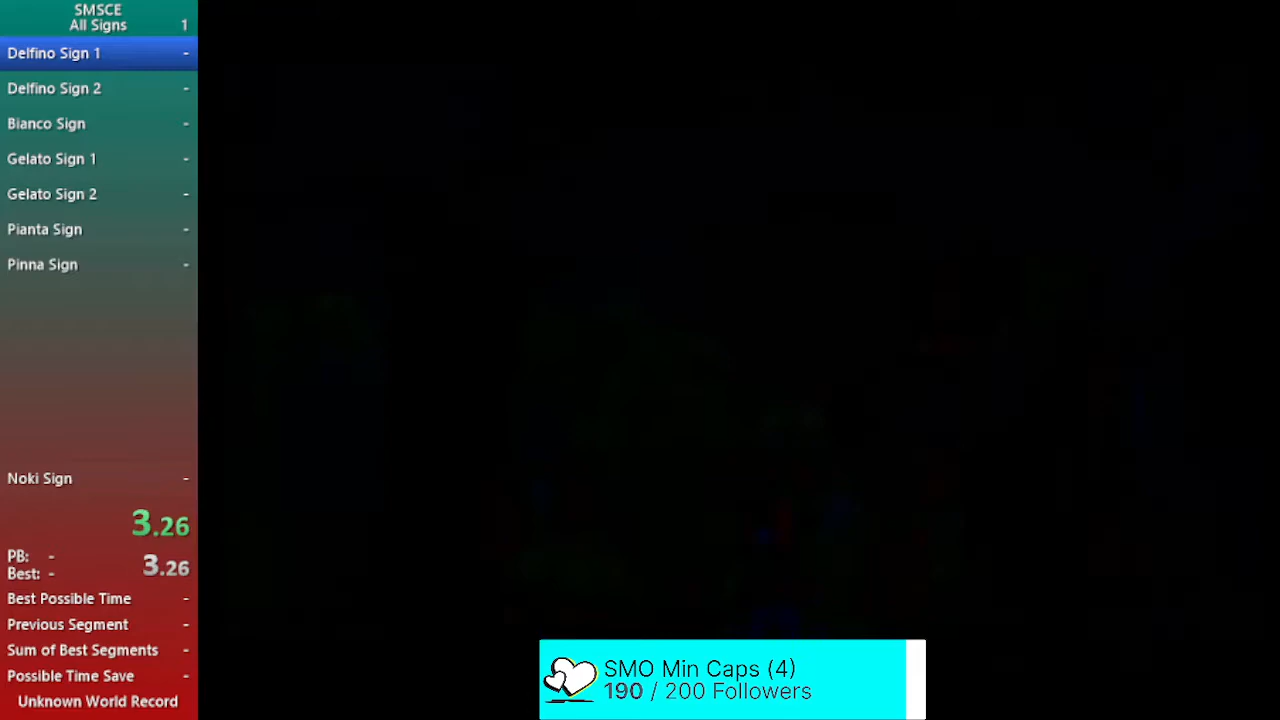 SMSCE
All Signs 1
Delfino Sign 1 -
Delfino Sign 2 -
Bianco Sign -
Gelato Sign 1 -
Gelato Sign 2 -
Pianta Sign -
Pinna Sign -
Noki Sign -
3.26
PB: - 3.26
Best: -
Best Possible Time -
Previous Segment -
Sum of Best Segments -
Possible Time Save -
Unknown World Record
SMO Min Caps (4)
190 / 200 Followers